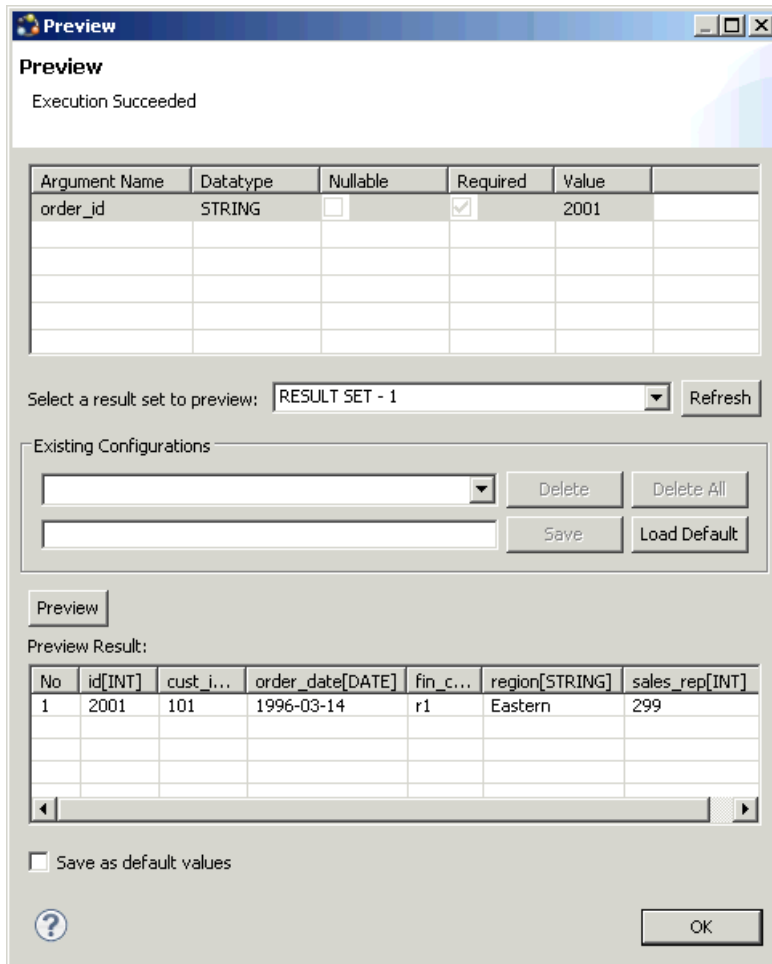 Preview
Preview
Execution Succeeded
Argument Name Datatype Nullable Required Value
order_id STRING 2001
Select a result set to preview: RESULT SET - 1 Refresh
Existing Configurations
Delete Delete All
Save Load Default
Preview
Preview Result:
No id[INT] cust_i... order_date[DATE] fin_c... region[STRING] sales_rep[INT]
1 2001 101 1996-03-14 r1 Eastern 299
Save as default values
? OK